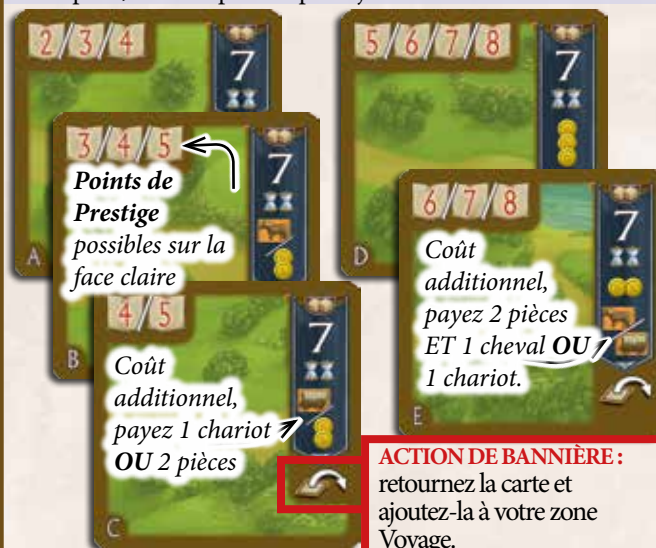 2/3/4
7
A
3/4/5
7
Points de
Prestige
possibles sur la
face claire
B
4/5
7
Coût
additionnel,
payez 1 chariot
OU 2 pièces
C
5/6/7/8
7
D
6/7/8
7
Coût
additionnel,
payez 2 pièces
ET 1 cheval OU
1 chariot.
E
ACTION DE BANNIÈRE :
retournez la carte et
ajoutez-la à votre zone
Voyage.